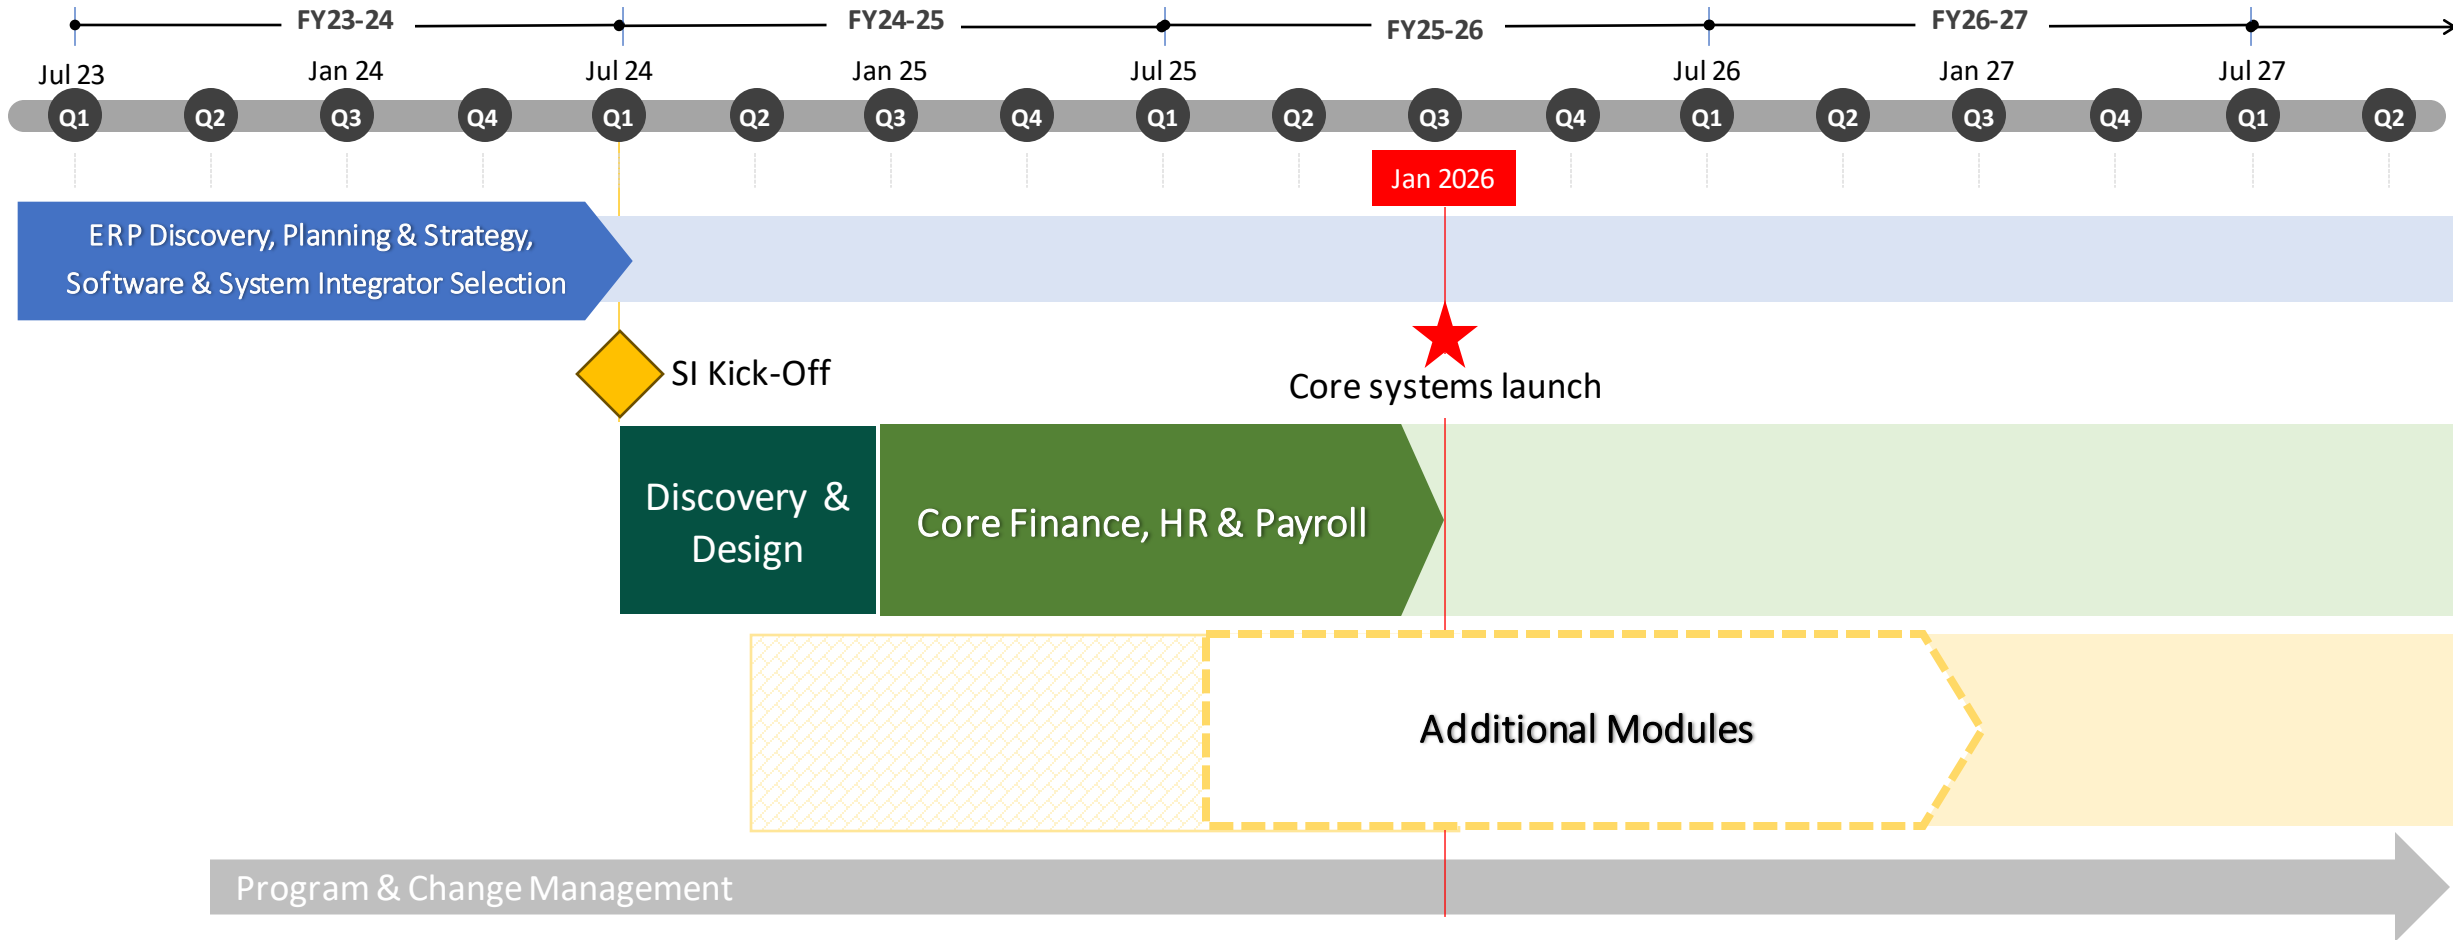 FY23-24 FY24-25 FY25-26 FY26-27
Jul 23 Jan 24 Jul 24 Jan 25 Jul 25 Jul 26 Jan 27 Jul 27
Q1 Q2 Q3 Q4 Q1 Q2 Q3 Q4 Q1 Q2 Q3 Q4 Q1 Q2 Q3 Q4 Q1 Q2
Jan 2026
ERP Discovery, Planning & Strategy,
Software & System Integrator Selection
SI Kick-Off
Core systems launch
Discovery &
Design
Core Finance, HR & Payroll
Additional Modules
Program & Change Management